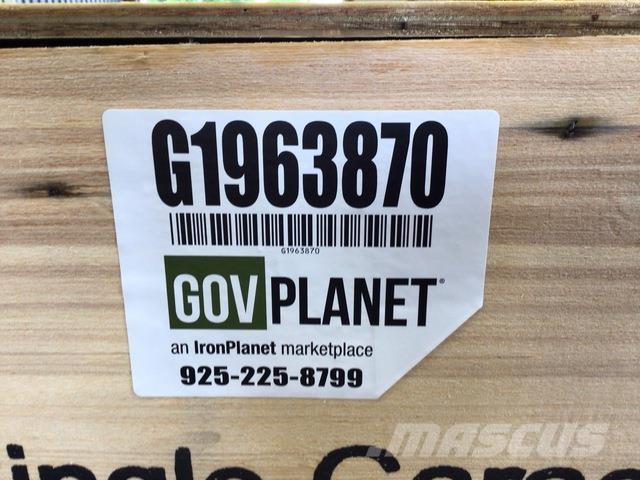 G1963870
G1963870
GOV PLANET®
an IronPlanet marketplace
925-225-8799
MASCUS